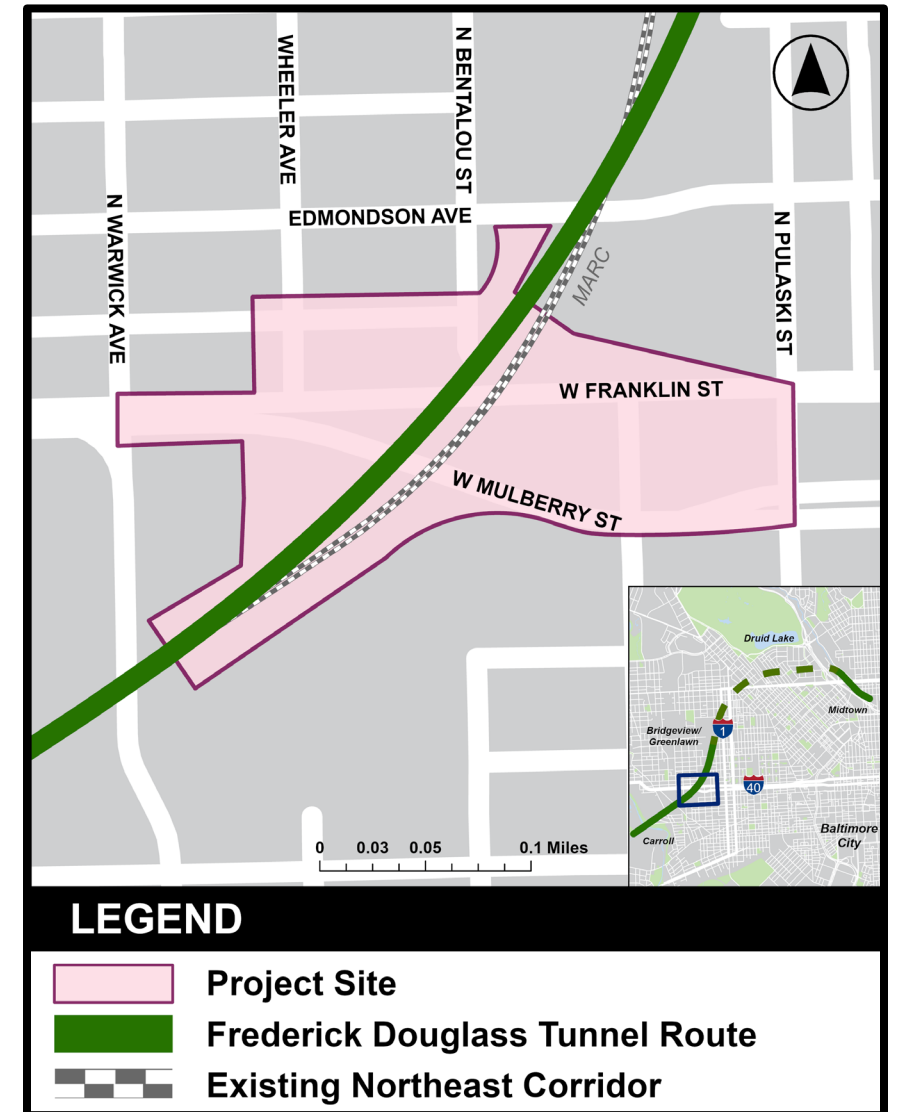 WHEELER AVE
N BENTALOU ST
N WARWICK AVE
EDMONDSON AVE
N PULASKI ST
MARC
W FRANKLIN ST
W MULBERRY ST
Druid Lake
Midtown
Bridgeview/
Greenlawn
1
40
Baltimore
City
Carroll
0 0.03 0.05 0.1 Miles
LEGEND
Project Site
Frederick Douglass Tunnel Route
Existing Northeast Corridor